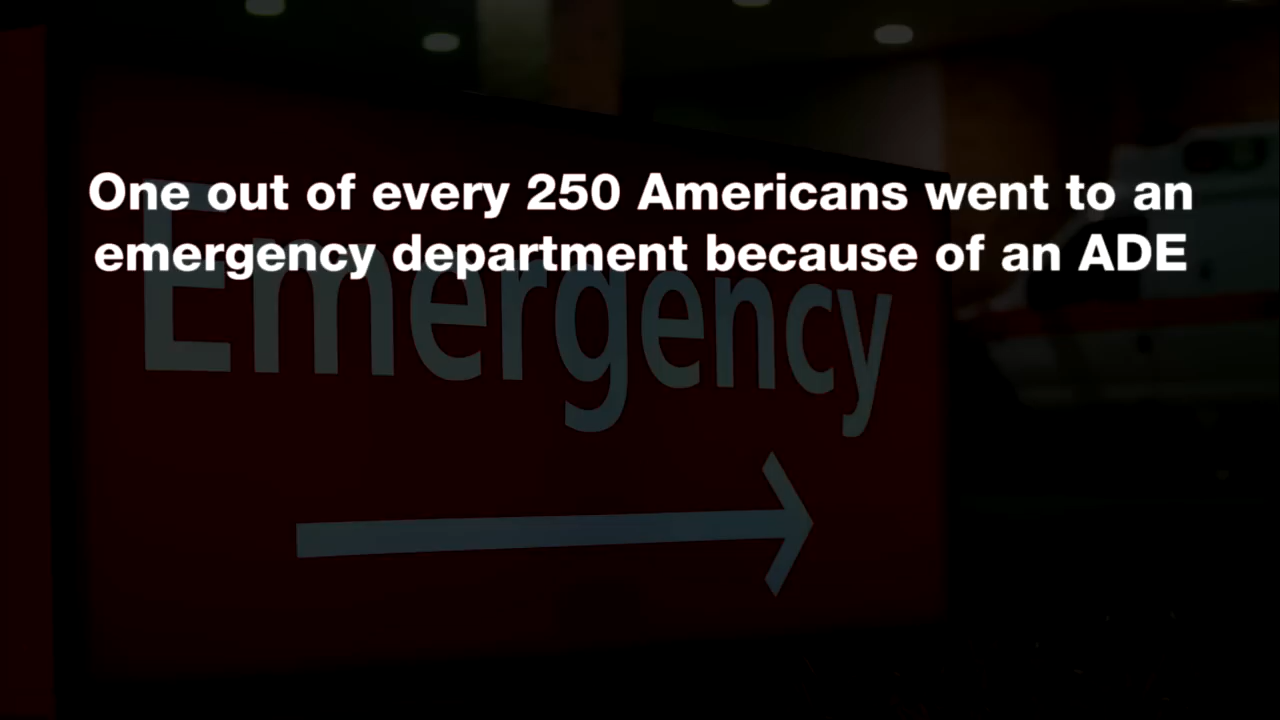 One out of every 250 Americans went to an
emergency department because of an ADE
Emergency